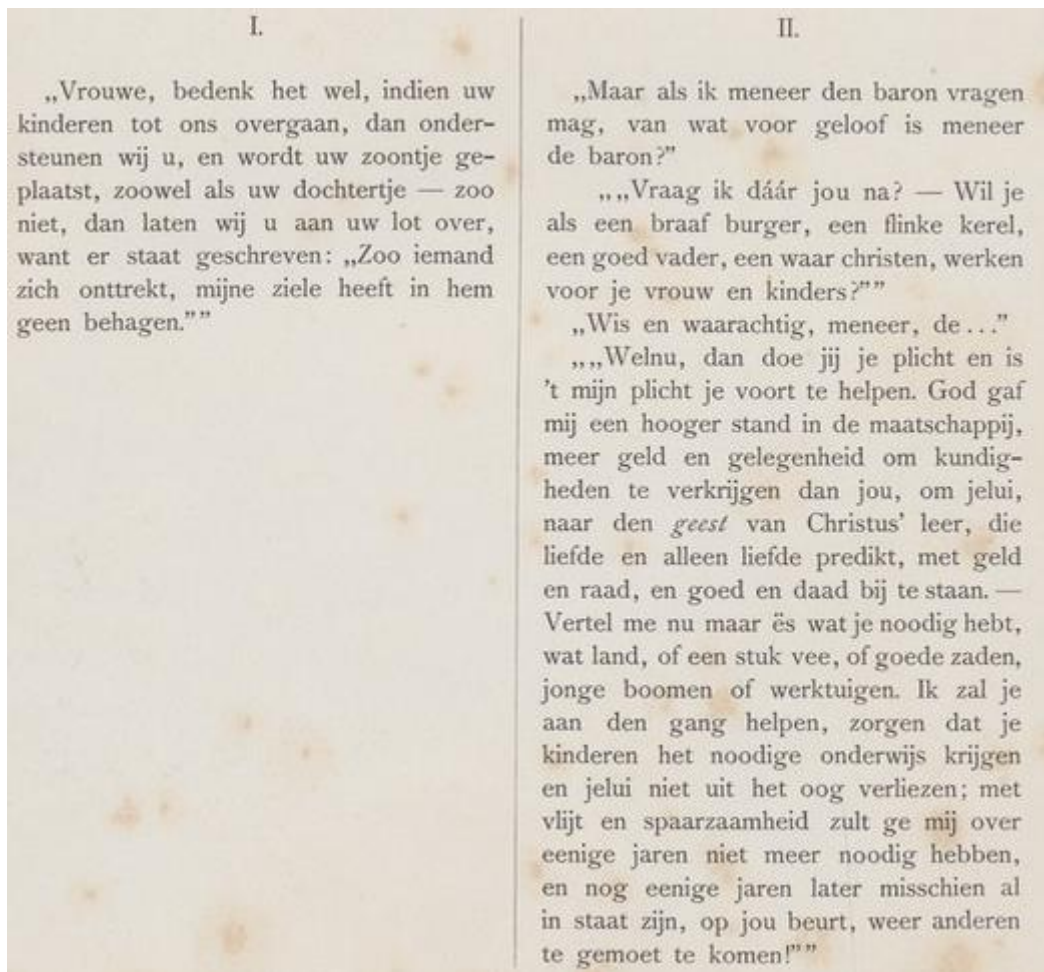 I.
„Vrouwe, bedenk het wel, indien uw
kinderen tot ons overgaan, dan onder-
steunen wij u, en wordt uw zoontje ge-
plaatst, zoowel als uw dochtertje — zoo
niet, dan laten wij u aan uw lot over,
want er staat geschreven: „Zoo iemand
zich onttrekt, mijne ziele heeft in hem
geen behagen.””
II.
„Maar als ik meneer den baron vragen
mag, van wat voor geloof is meneer
de baron?”
„„Vraag ik dáár jou na? — Wil je
als een braaf burger, een flinke kerel,
een goed vader, een waar christen, werken
voor je vrouw en kinders?””
„Wis en waarachtig, meneer, de...”
„„Welnu, dan doe jij je plicht en is
't mijn plicht je voort te helpen. God gaf
mij een hooger stand in de maatschappij,
meer geld en gelegenheid om kundig-
heden te verkrijgen dan jou, om jelui,
naar den geest van Christus’ leer, die
liefde en alleen liefde predikt, met geld
en raad, en goed en daad bij te staan. —
Vertel me nu maar ës wat je noodig hebt,
wat land, of een stuk vee, of goede zaden,
jonge boomen of werktuigen. Ik zal je
aan den gang helpen, zorgen dat je
kinderen het noodige onderwijs krijgen
en jelui niet uit het oog verliezen; met
vlijt en spaarzaamheid zult ge mij over
eenige jaren niet meer noodig hebben,
en nog eenige jaren later misschien al
in staat zijn, op jou beurt, weer anderen
te gemoet te komen!””